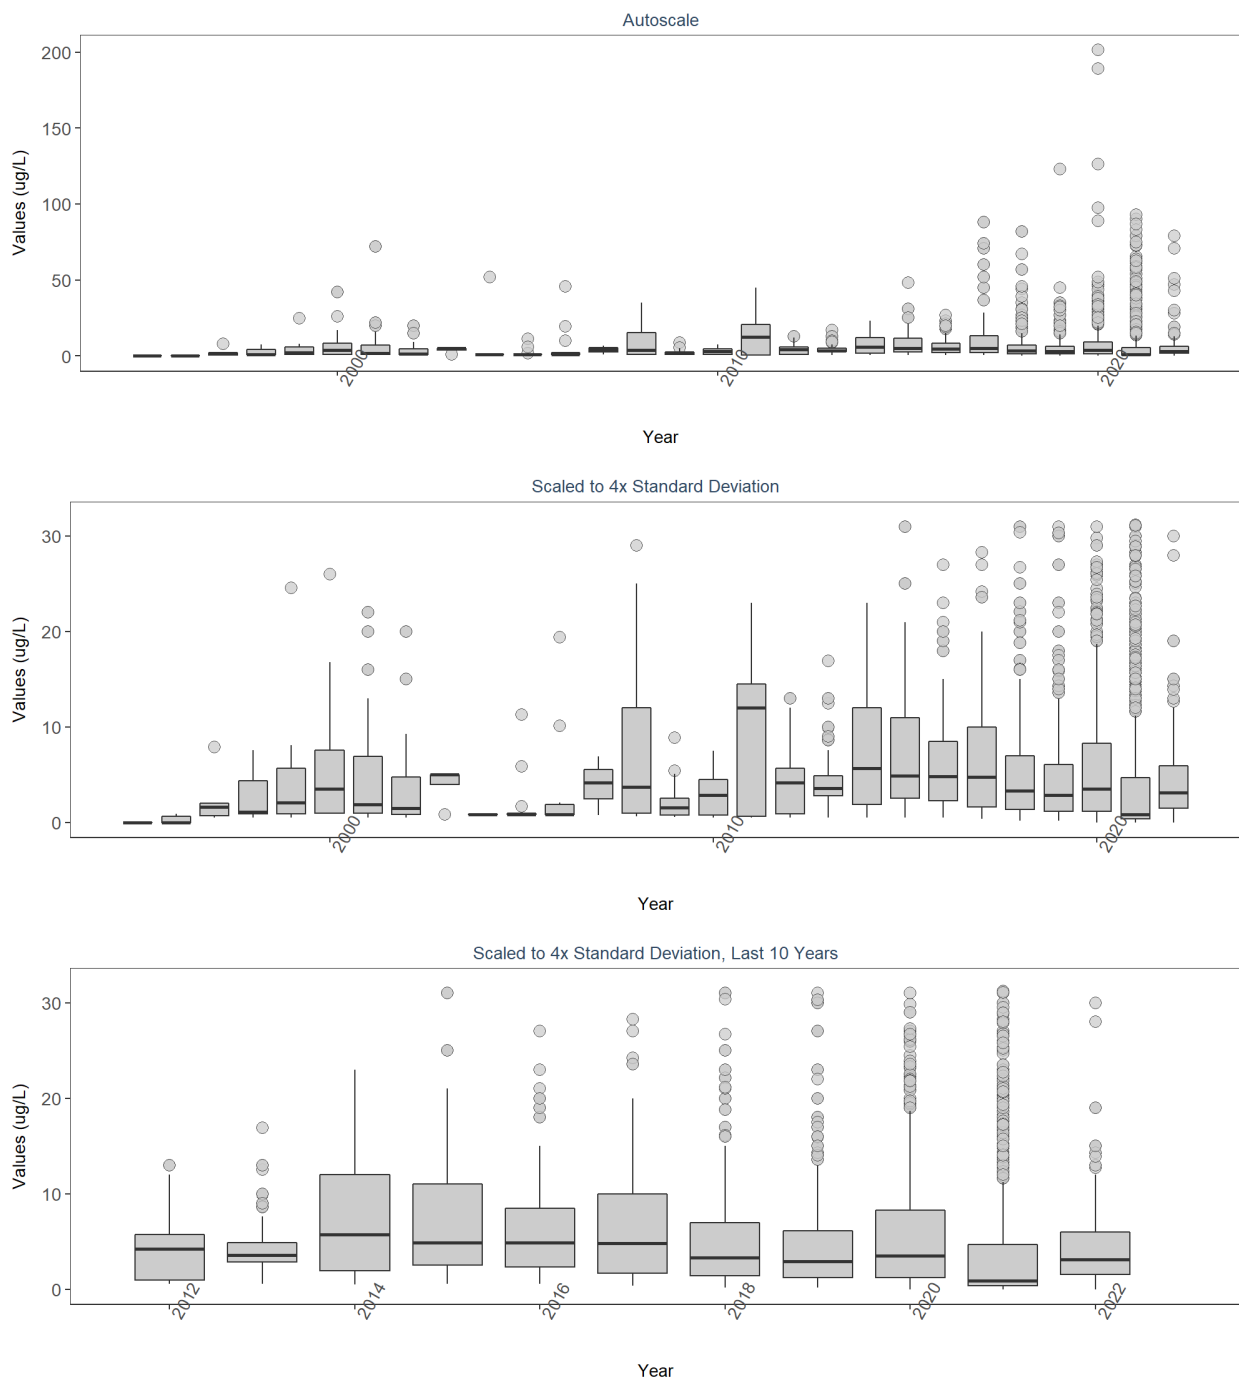 Autoscale
200
150
100
50
0
Values (ug/L)
2000
2010
2020
Year
Scaled to 4x Standard Deviation
30
20
10
0
Values (ug/L)
2000
2010
2020
Year
Scaled to 4x Standard Deviation, Last 10 Years
30
20
10
0
Values (ug/L)
2012
2014
2016
2018
2020
2022
Year